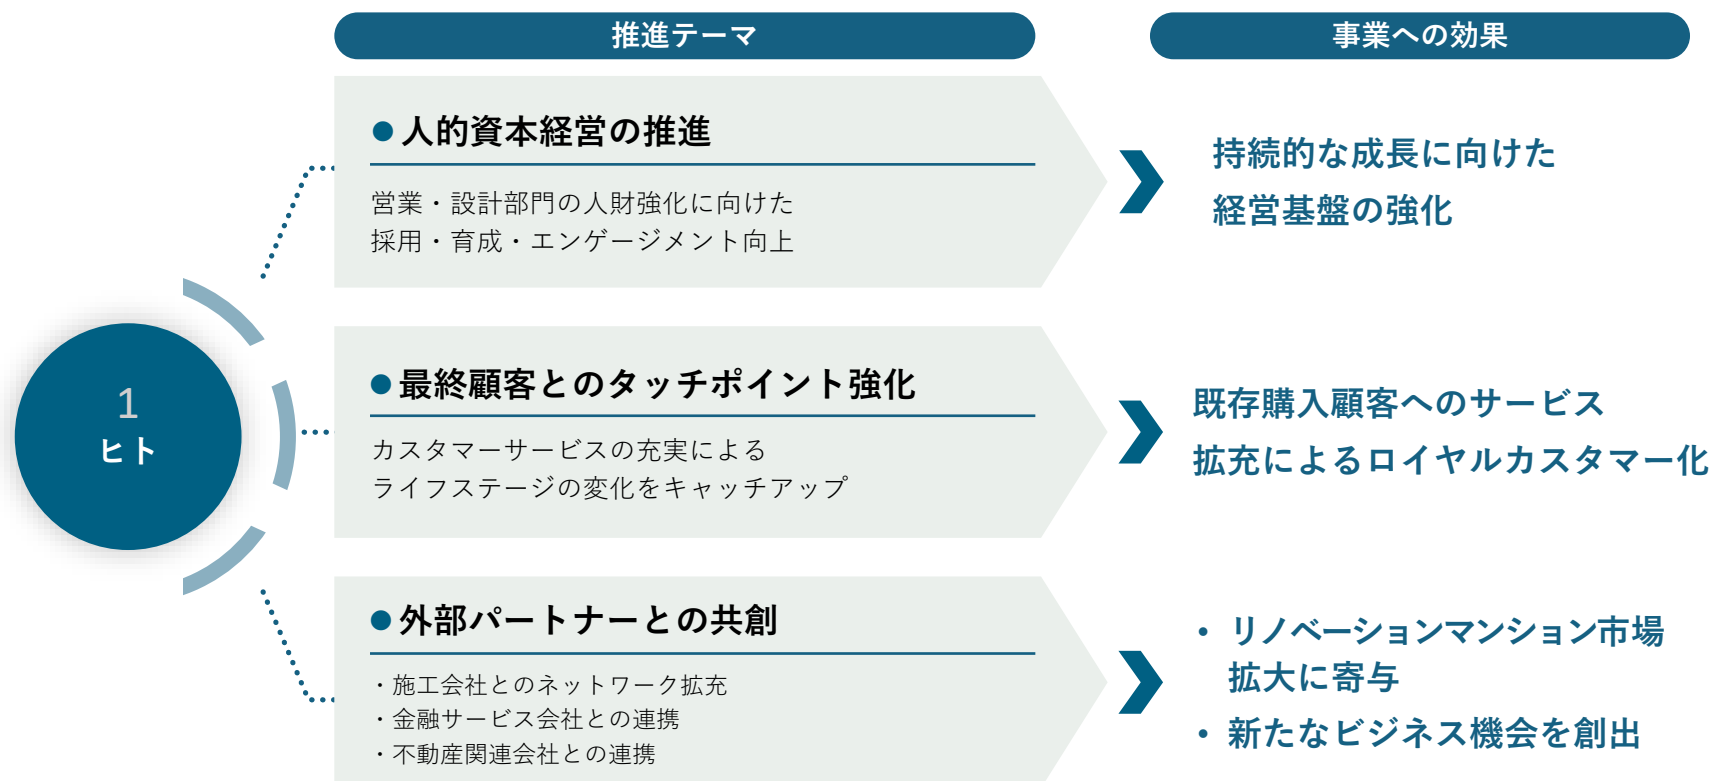 推進テーマ
事業への効果
1
ヒト
●人的資本経営の推進
営業・設計部門の人財強化に向けた
採用・育成・エンゲージメント向上
持続的な成長に向けた
経営基盤の強化
●最終顧客とのタッチポイント強化
カスタマーサービスの充実による
ライフステージの変化をキャッチアップ
既存購入顧客へのサービス
拡充によるロイヤルカスタマー化
●外部パートナーとの共創
・施工会社とのネットワーク拡充
・金融サービス会社との連携
・不動産関連会社との連携
• リノベーションマンション市場
拡大に寄与
• 新たなビジネス機会を創出